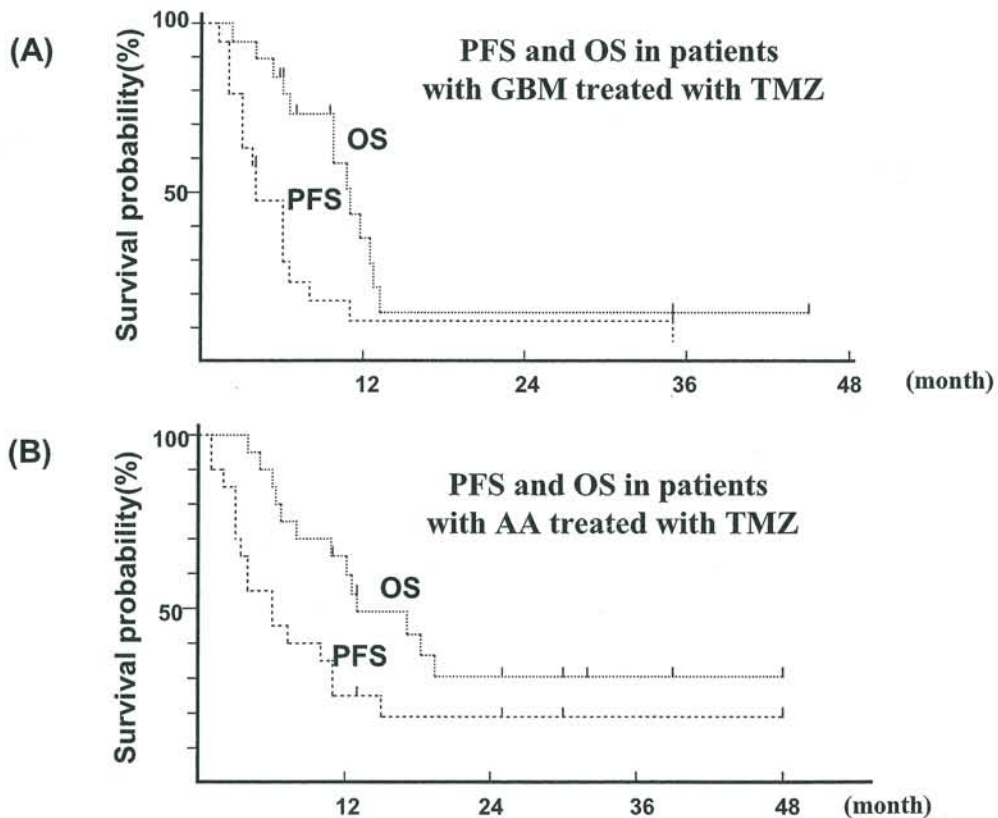 (A)
Survival probability(%)
100
50
PFS and OS in patients
with GBM treated with TMZ
OS
PFS
12
24
36
48
(month)
(B)
Survival probability(%)
100
50
PFS and OS in patients
with AA treated with TMZ
OS
PFS
12
24
36
48
(month)